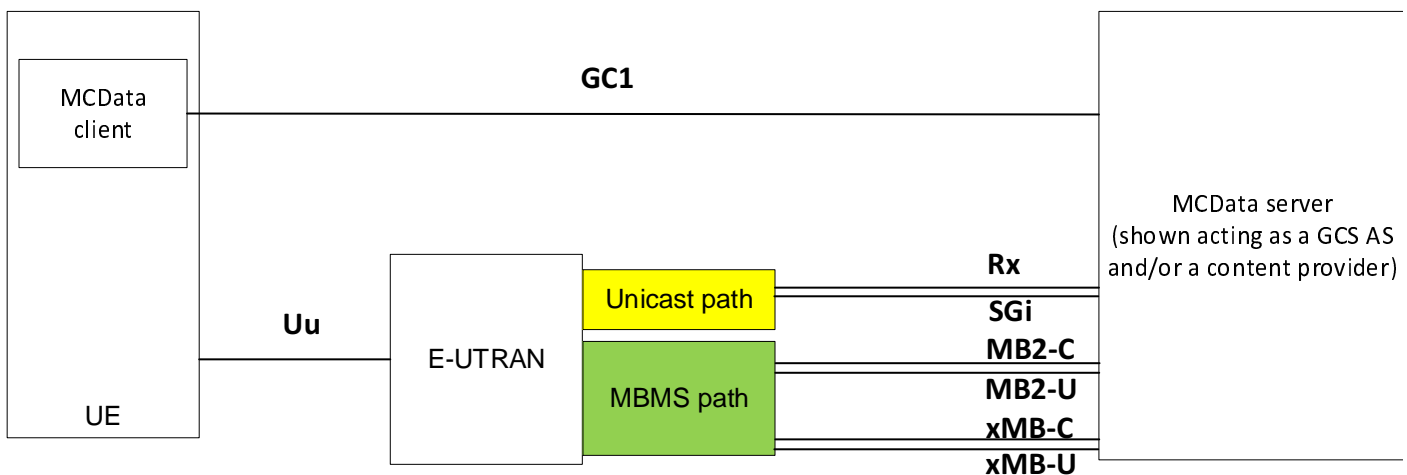 GC1
MCData
client
MCData server
(shown acting as a GCS AS
and/or a content provider)
Rx
Unicast path
SGi
Uu
MB2-C
E-UTRAN
MBMS path
MB2-U
UE
xMB-C
xMB-U